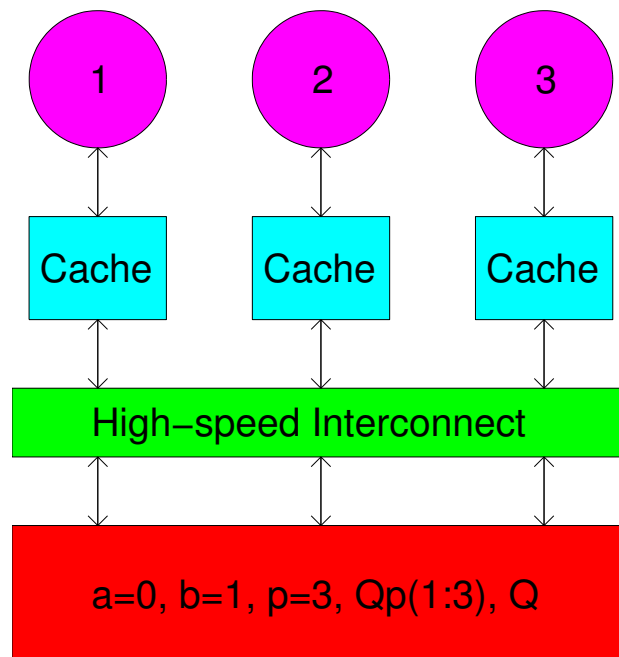 1 2 3
Cache Cache Cache
High−speed Interconnect
a=0, b=1, p=3, Qp(1:3), Q